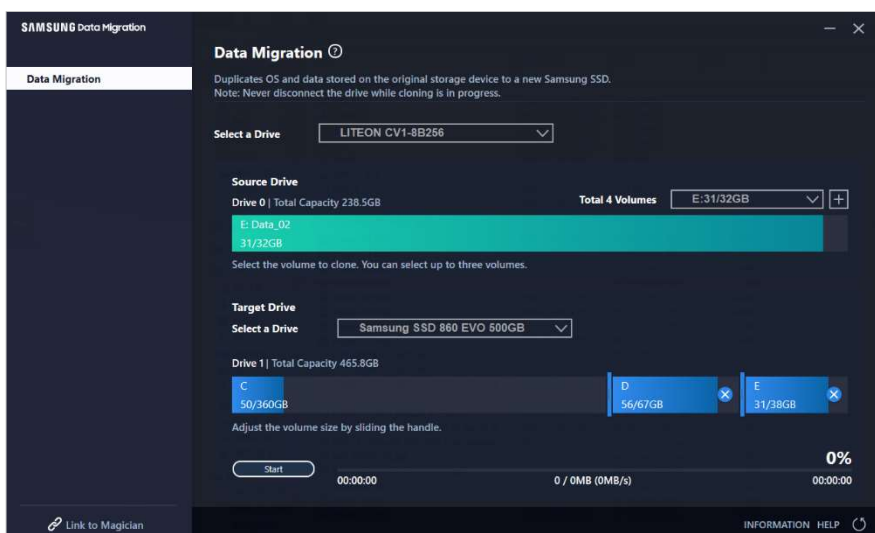 SAMSUNG Data Migration
Data Migration
Data Migration ?
Duplicates OS and data stored on the original storage device to a new Samsung SSD.
Note: Never disconnect the drive while cloning is in progress.
Select a Drive LITEON CV1-8B256
Source Drive
Drive 0 | Total Capacity 238.5GB Total 4 Volumes E:31/32GB +
E: Data_02
31/32GB
Select the volume to clone. You can select up to three volumes.
Target Drive
Select a Drive Samsung SSD 860 EVO 500GB
Drive 1 | Total Capacity 465.8GB
C D E
50/360GB 56/67GB 31/38GB
Adjust the volume size by sliding the handle.
0%
Start
00:00:00 0 / 0MB (0MB/s) 00:00:00
Link to Magician INFORMATION HELP